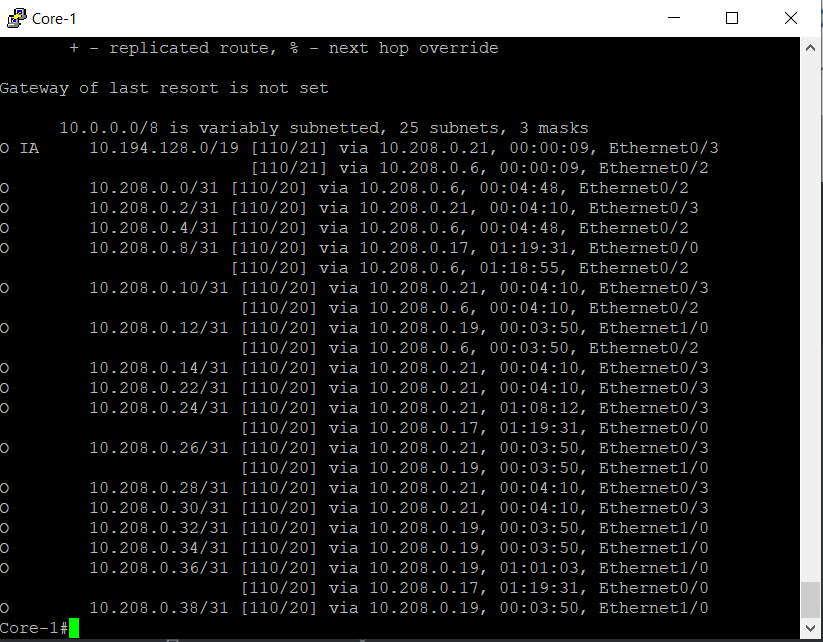 Core-1
+ - replicated route, % - next hop override
Gateway of last resort is not set
10.0.0.0/8 is variably subnetted, 25 subnets, 3 masks
O IA 10.194.128.0/19 [110/21] via 10.208.0.21, 00:00:09, Ethernet0/3
[110/21] via 10.208.0.6, 00:00:09, Ethernet0/2
O 10.208.0.0/31 [110/20] via 10.208.0.6, 00:04:48, Ethernet0/2
O 10.208.0.2/31 [110/20] via 10.208.0.21, 00:04:10, Ethernet0/3
O 10.208.0.4/31 [110/20] via 10.208.0.6, 00:04:48, Ethernet0/2
O 10.208.0.8/31 [110/20] via 10.208.0.17, 01:19:31, Ethernet0/0
[110/20] via 10.208.0.6, 01:18:55, Ethernet0/2
O 10.208.0.10/31 [110/20] via 10.208.0.21, 00:04:10, Ethernet0/3
[110/20] via 10.208.0.6, 00:04:10, Ethernet0/2
O 10.208.0.12/31 [110/20] via 10.208.0.19, 00:03:50, Ethernet1/0
[110/20] via 10.208.0.6, 00:03:50, Ethernet0/2
O 10.208.0.14/31 [110/20] via 10.208.0.21, 00:04:10, Ethernet0/3
O 10.208.0.22/31 [110/20] via 10.208.0.21, 00:04:10, Ethernet0/3
O 10.208.0.24/31 [110/20] via 10.208.0.21, 01:08:12, Ethernet0/3
[110/20] via 10.208.0.17, 01:19:31, Ethernet0/0
O 10.208.0.26/31 [110/20] via 10.208.0.21, 00:03:50, Ethernet0/3
[110/20] via 10.208.0.19, 00:03:50, Ethernet1/0
O 10.208.0.28/31 [110/20] via 10.208.0.21, 00:04:10, Ethernet0/3
O 10.208.0.30/31 [110/20] via 10.208.0.21, 00:04:10, Ethernet0/3
O 10.208.0.32/31 [110/20] via 10.208.0.19, 00:03:50, Ethernet1/0
O 10.208.0.34/31 [110/20] via 10.208.0.19, 00:03:50, Ethernet1/0
O 10.208.0.36/31 [110/20] via 10.208.0.19, 01:01:03, Ethernet1/0
[110/20] via 10.208.0.17, 01:19:31, Ethernet0/0
O 10.208.0.38/31 [110/20] via 10.208.0.19, 00:03:50, Ethernet1/0
Core-1#